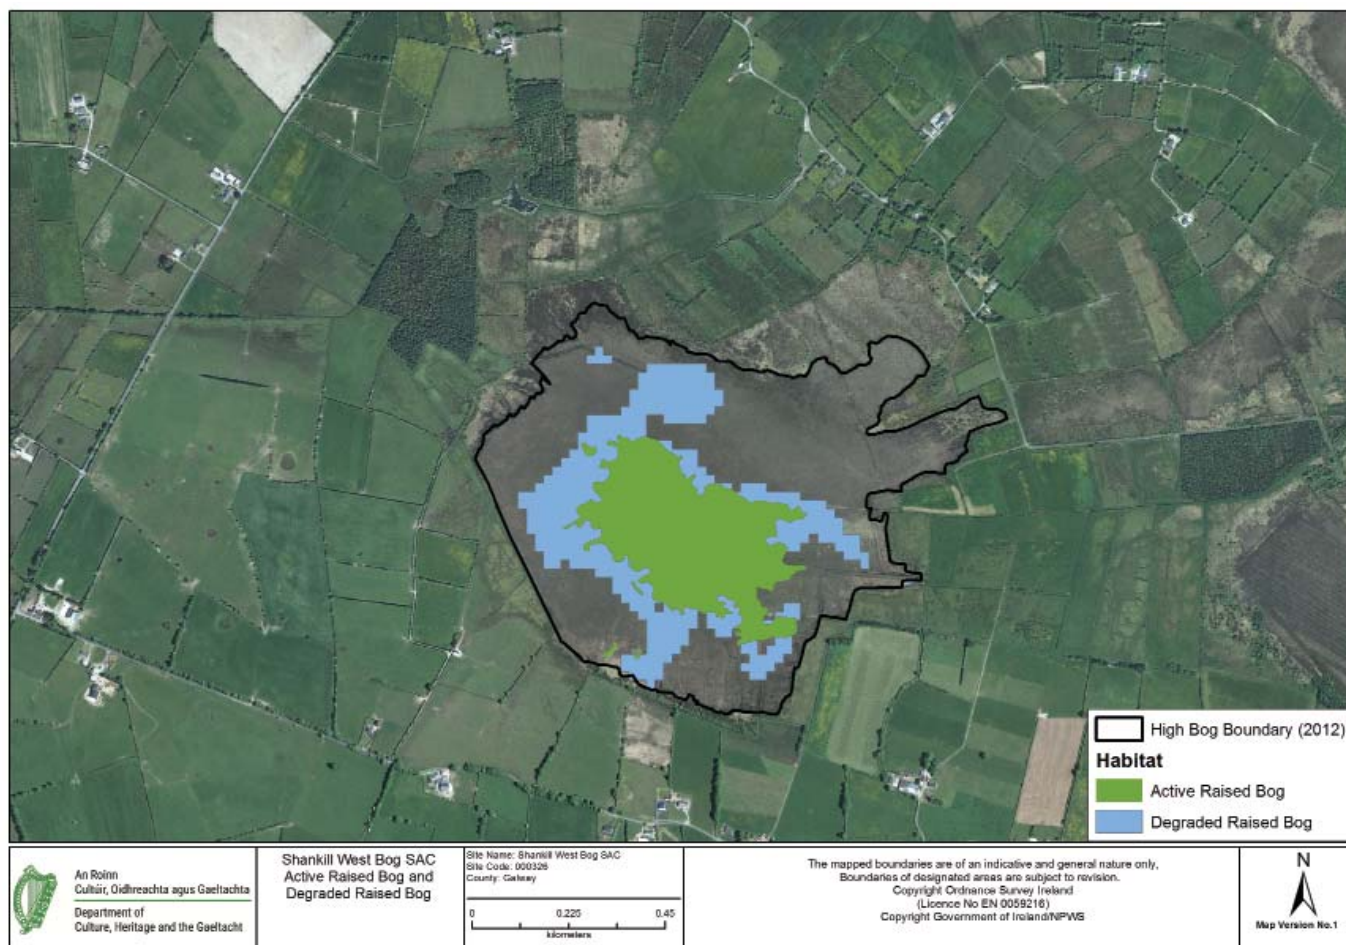 High Bog Boundary (2012)
Habitat
Active Raised Bog
Degraded Raised Bog
An Roinn
Cultúir, Oidhreachta agus Gaeltachta
Department of
Culture, Heritage and the Gaeltacht
Shankill West Bog SAC
Active Raised Bog and
Degraded Raised Bog
Site Name: Shankill West Bog SAC
Site Code: 000326
County: Galway
0 0.225 0.45
kilometers
The mapped boundaries are of an indicative and general nature only,
Boundaries of designated areas are subject to revision.
Copyright Ordnance Survey Ireland
(Licence No EN 0059216)
Copyright Government of Ireland/NPWS
N
Map Version No.1